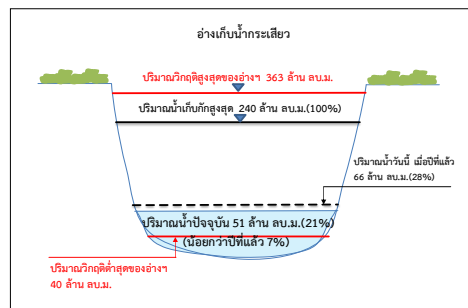 อ่างเก็บน้ำกระเสียว
ปริมาณวิกฤติสูงสุดของอ่างฯ 363 ล้าน ลบ.ม.
ปริมาณน้ำเก็บกักสูงสุด 240 ล้าน ลบ.ม.(100%)
ปริมาณน้ำวันนี้ เมื่อปีที่แล้ว
66 ล้าน ลบ.ม.(28%)
ปริมาณน้ำปัจจุบัน 51 ล้าน ลบ.ม.(21%)
(น้อยกว่าปีที่แล้ว 7%)
ปริมาณวิกฤติต่ำสุดของอ่างฯ
40 ล้าน ลบ.ม.